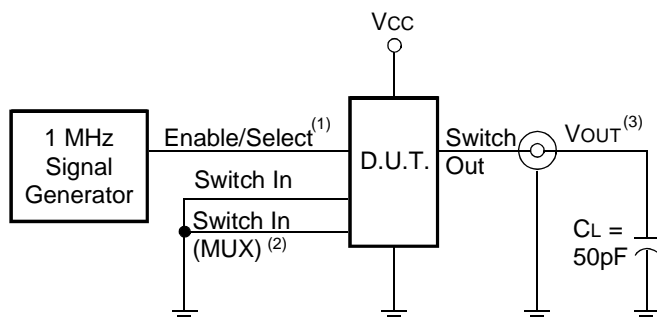 VCC
1 MHz
Signal
Generator
Enable/Select(1)
D.U.T.
Switch
Out
VOUT(3)
Switch In
Switch In
(MUX) (2)
CL =
50pF